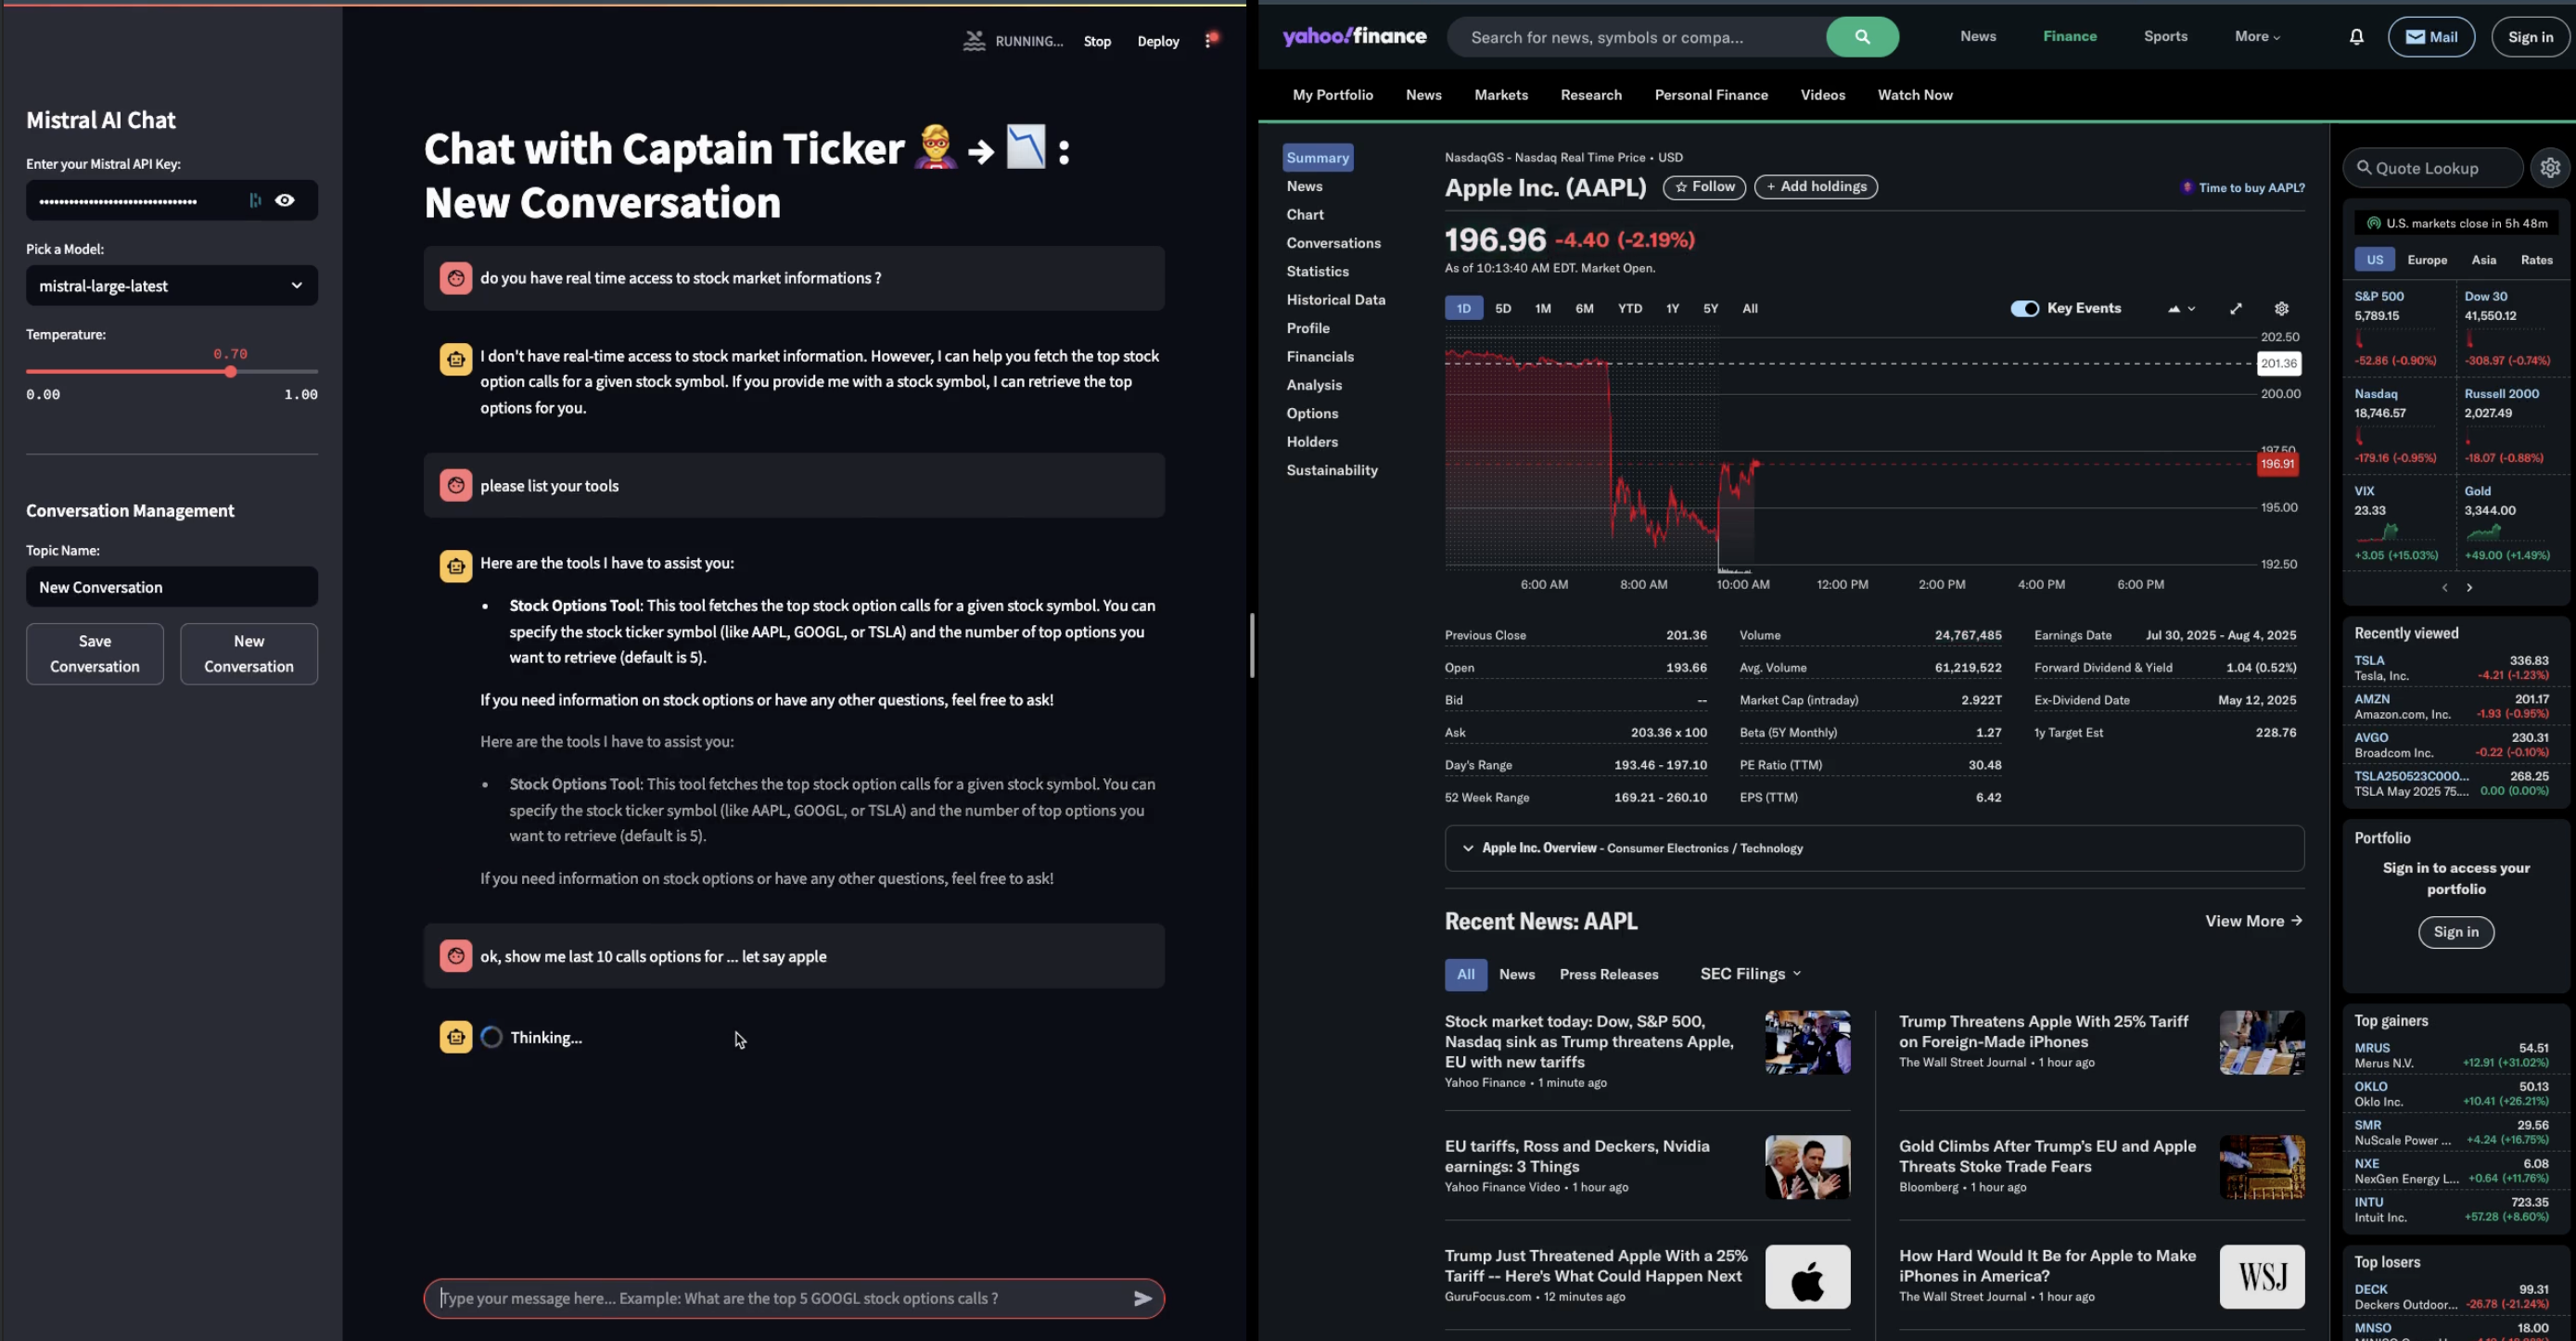 RUNNING...
Stop
Deploy
Mistral AI Chat
Enter your Mistral API Key:
Pick a Model:
mistral-large-latest
Temperature:
0.70
0.00
1.00
Conversation Management
Topic Name:
New Conversation
Save Conversation
New Conversation
Chat with Captain Ticker → :
New Conversation
do you have real time access to stock market informations ?
I don't have real-time access to stock market information. However, I can help you fetch the top stock
option calls for a given stock symbol. If you provide me with a stock symbol, I can retrieve the top
options for you.
please list your tools
Here are the tools I have to assist you:
• Stock Options Tool: This tool fetches the top stock option calls for a given stock symbol. You can
specify the stock ticker symbol (like AAPL, GOOGL, or TSLA) and the number of top options you
want to retrieve (default is 5).
If you need information on stock options or have any other questions, feel free to ask!
Here are the tools I have to assist you:
• Stock Options Tool: This tool fetches the top stock option calls for a given stock symbol. You can
specify the stock ticker symbol (like AAPL, GOOGL, or TSLA) and the number of top options you
want to retrieve (default is 5).
If you need information on stock options or have any other questions, feel free to ask!
ok, show me last 10 calls options for ... let say apple
Thinking...
Type your message here... Example: What are the top 5 GOOGL stock options calls ?
yahoo!finance
Search for news, symbols or compa...
News
Finance
Sports
More
Mail
Sign in
My Portfolio
News
Markets
Research
Personal Finance
Videos
Watch Now
Summary
News
Chart
Conversations
Statistics
Historical Data
Profile
Financials
Analysis
Options
Holders
Sustainability
NasdaqGS - Nasdaq Real Time Price • USD
Apple Inc. (AAPL)
Follow
+ Add holdings
Time to buy AAPL?
196.96 -4.40 (-2.19%)
As of 10:13:40 AM EDT. Market Open.
1D 5D 1M 6M YTD 1Y 5Y All
Key Events
202.50
201.36
200.00
197.50
196.91
195.00
192.50
6:00 AM 8:00 AM 10:00 AM 12:00 PM 2:00 PM 4:00 PM 6:00 PM
Previous Close 201.36
Open 193.66
Bid --
Ask 203.36 x 100
Day's Range 193.46 - 197.10
52 Week Range 169.21 - 260.10
Volume 24,767,485
Avg. Volume 61,219,522
Market Cap (intraday) 2.922T
Beta (5Y Monthly) 1.27
PE Ratio (TTM) 30.48
EPS (TTM) 6.42
Earnings Date Jul 30, 2025 - Aug 4, 2025
Forward Dividend & Yield 1.04 (0.52%)
Ex-Dividend Date May 12, 2025
1y Target Est 228.76
Apple Inc. Overview - Consumer Electronics / Technology
Recent News: AAPL
View More →
All
News
Press Releases
SEC Filings
Stock market today: Dow, S&P 500,
Nasdaq sink as Trump threatens Apple,
EU with new tariffs
Yahoo Finance • 1 minute ago
Trump Threatens Apple With 25% Tariff
on Foreign-Made iPhones
The Wall Street Journal • 1 hour ago
EU tariffs, Ross and Deckers, Nvidia
earnings: 3 Things
Yahoo Finance Video • 1 hour ago
Gold Climbs After Trump's EU and Apple
Threats Stoke Trade Fears
Bloomberg • 1 hour ago
Trump Just Threatened Apple With a 25%
Tariff -- Here's What Could Happen Next
GuruFocus.com • 12 minutes ago
How Hard Would It Be for Apple to Make
iPhones in America?
The Wall Street Journal • 1 hour ago
WSJ
Quote Lookup
U.S. markets close in 5h 48m
US Europe Asia Rates
S&P 500
5,789.15
-52.86 (-0.90%)
Dow 30
41,550.12
-308.97 (-0.74%)
Nasdaq
18,746.57
-179.16 (-0.95%)
Russell 2000
2,027.49
-18.07 (-0.88%)
VIX
23.33
+3.05 (+15.03%)
Gold
3,344.00
+49.00 (+1.49%)
Recently viewed
TSLA 336.83
Tesla, Inc. -4.21 (-1.23%)
AMZN 201.17
Amazon.com, Inc. -1.93 (-0.95%)
AVGO 230.31
Broadcom Inc. -0.22 (-0.10%)
TSLA250523C000... 268.25
TSLA May 2025 75.... 0.00 (0.00%)
Portfolio
Sign in to access your
portfolio
Sign in
Top gainers
MRUS 54.51
Merus N.V. +12.91 (+31.02%)
OKLO 50.13
Oklo Inc. +10.41 (+26.21%)
SMR 29.56
NuScale Power ... +4.24 (+16.75%)
NXE 6.08
NexGen Energy L... +0.64 (+11.76%)
INTU 723.35
Intuit Inc. +57.28 (+8.60%)
Top losers
DECK 99.31
Deckers Outdoor... -26.78 (-21.24%)
MNSO 18.00